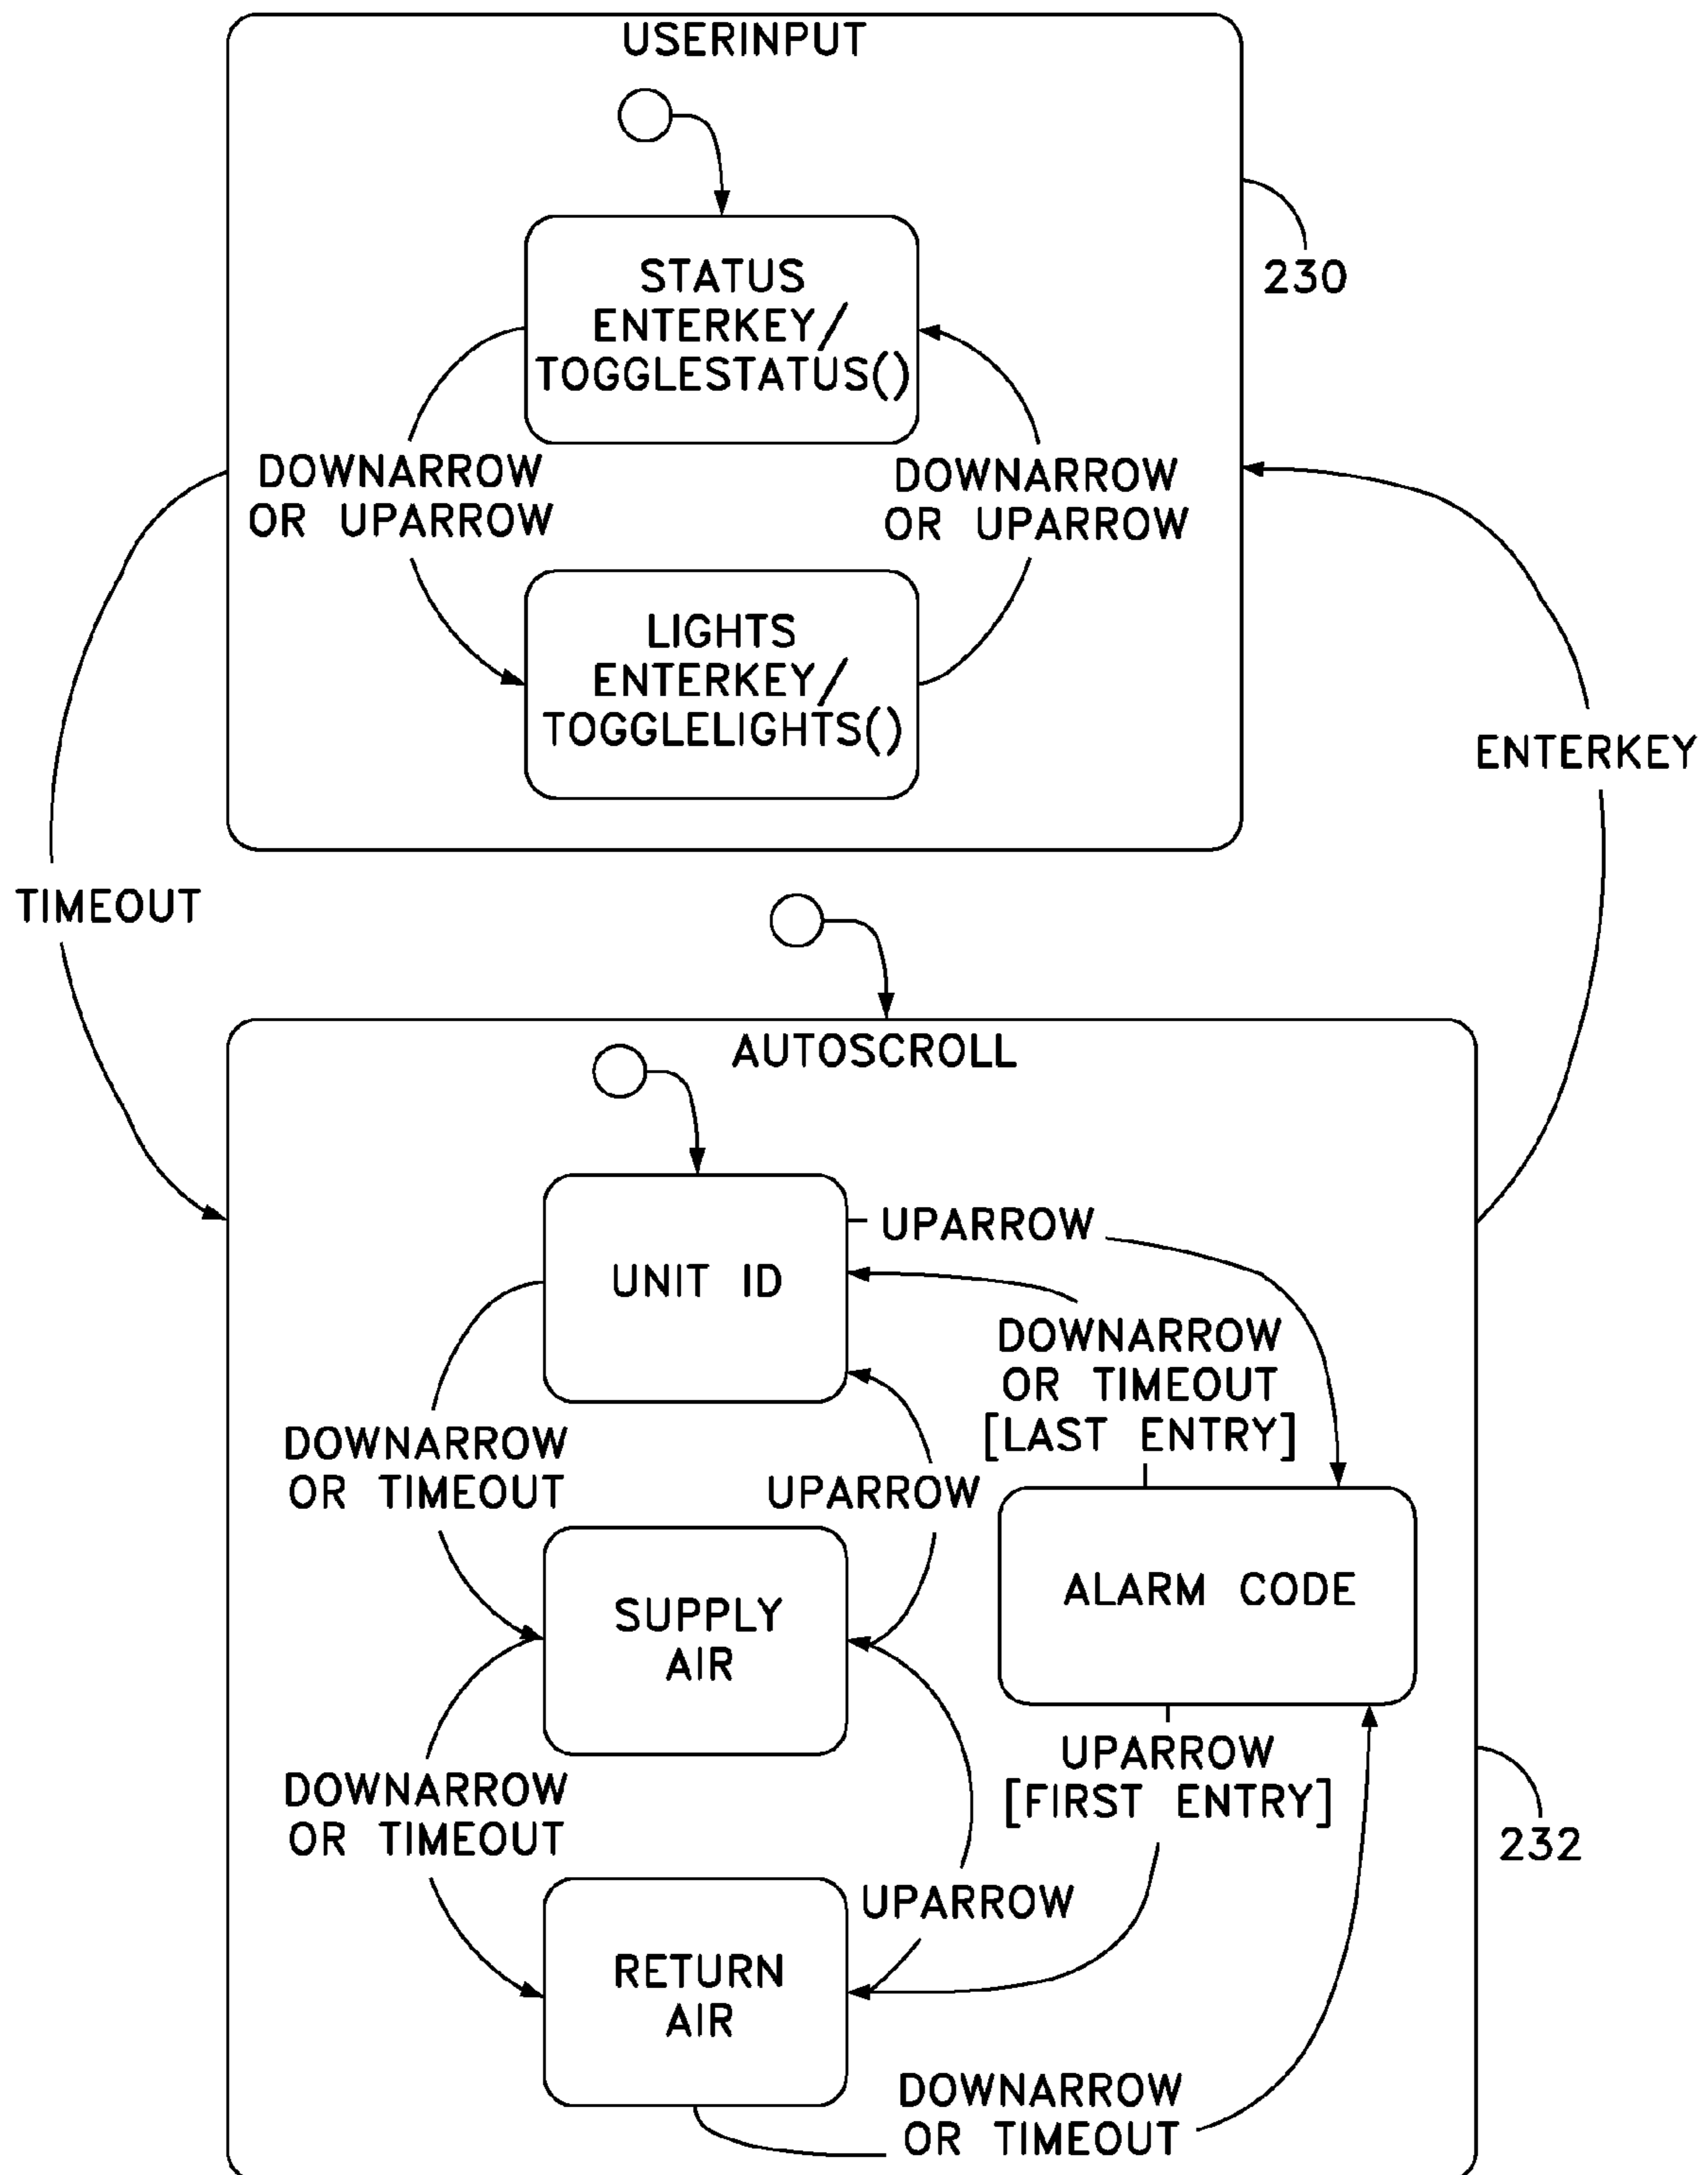 USERINPUT
STATUS
ENTERKEY/
TOGGLESTATUS()
230
DOWNARROW
OR UPARROW
DOWNARROW
OR UPARROW
LIGHTS
ENTERKEY/
TOGGLELIGHTS()
ENTERKEY
TIMEOUT
AUTOSCROLL
UNIT ID
UPARROW
DOWNARROW
OR TIMEOUT
[LAST ENTRY]
DOWNARROW
OR TIMEOUT
UPARROW
SUPPLY
AIR
ALARM CODE
UPARROW
[FIRST ENTRY]
DOWNARROW
OR TIMEOUT
232
UPARROW
RETURN
AIR
DOWNARROW
OR TIMEOUT